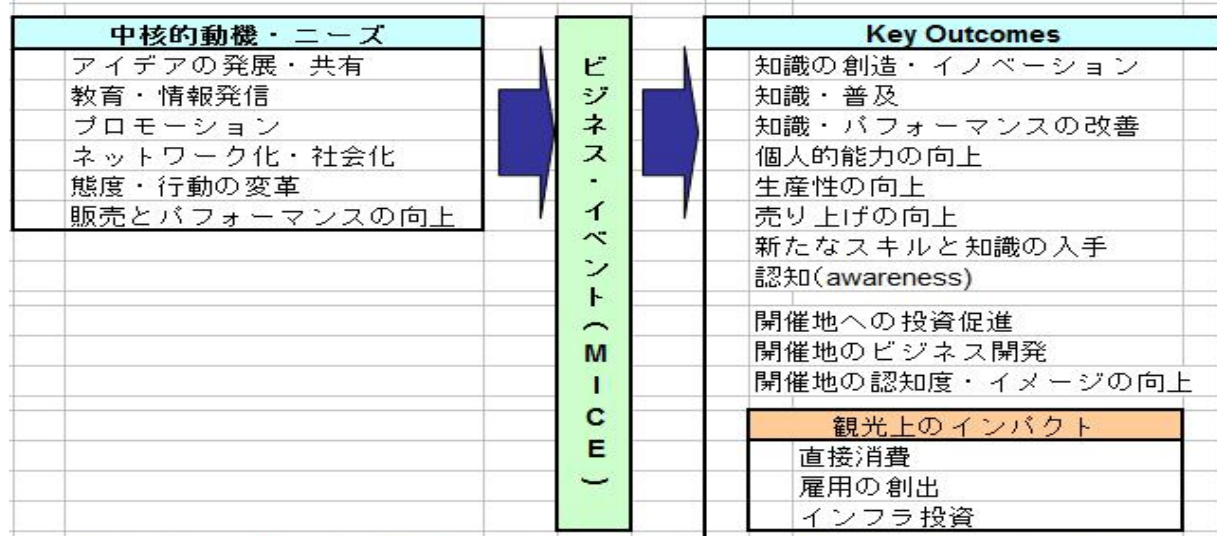 中核的動機・ニーズ
アイデアの発展・共有
教育・情報発信
プロモーション
ネットワーク化・社会化
態度・行動の変革
販売とパフォーマンスの向上
ビジネス・イベント(MICE)
Key Outcomes
知識の創造・イノベーション
知識・普及
知識・パフォーマンスの改善
個人的能力の向上
生産性の向上
売り上げの向上
新たなスキルと知識の入手
認知(awareness)
開催地への投資促進
開催地のビジネス開発
開催地の認知度・イメージの向上
観光上のインパクト
直接消費
雇用の創出
インフラ投資